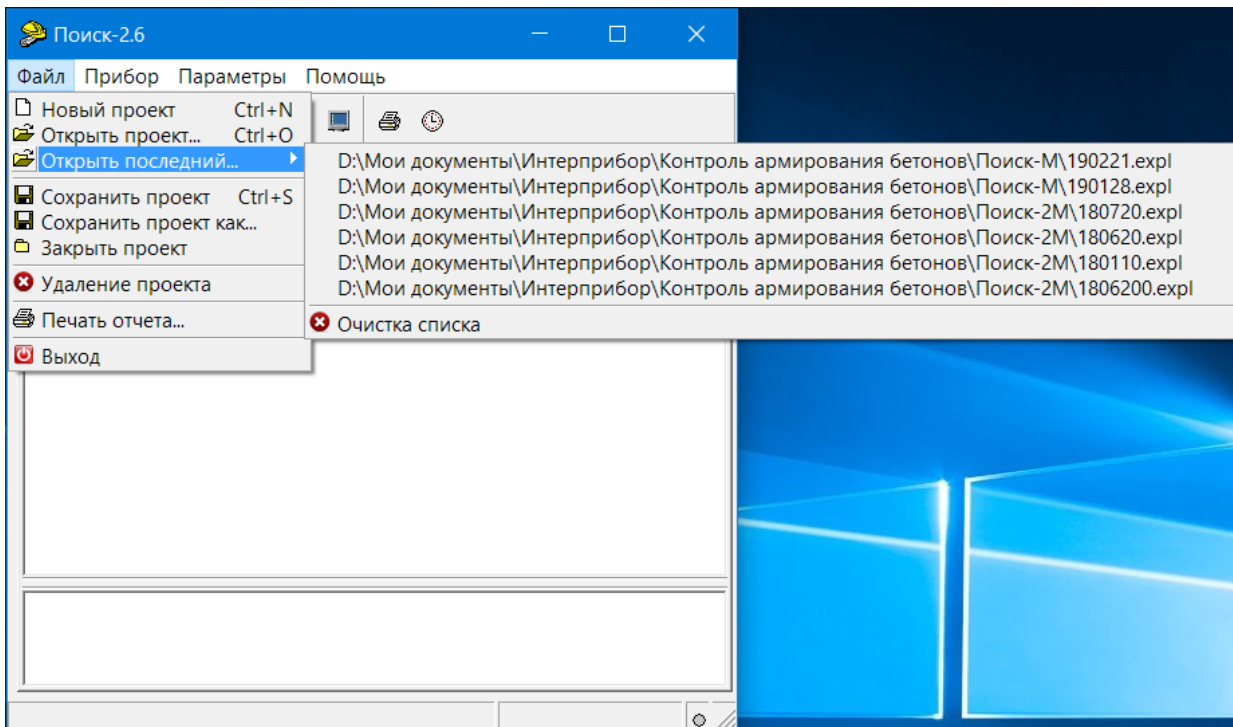 Поиск-2.6
Файл Прибор Параметры Помощь
Новый проект Ctrl+N
Открыть проект... Ctrl+O
Открыть последний...
D:\Мои документы\Интерприбор\Контроль армирования бетонов\Поиск-М\190221.expl
D:\Мои документы\Интерприбор\Контроль армирования бетонов\Поиск-М\190128.expl
D:\Мои документы\Интерприбор\Контроль армирования бетонов\Поиск-2М\180720.expl
D:\Мои документы\Интерприбор\Контроль армирования бетонов\Поиск-2М\180620.expl
D:\Мои документы\Интерприбор\Контроль армирования бетонов\Поиск-2М\180110.expl
D:\Мои документы\Интерприбор\Контроль армирования бетонов\Поиск-2М\1806200.expl
Очистка списка
Сохранить проект Ctrl+S
Сохранить проект как...
Закрыть проект
Удаление проекта
Печать отчета...
Выход